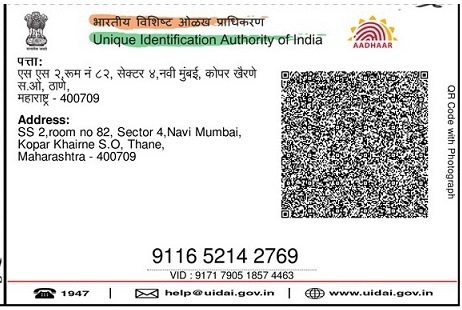 भारतीय विशिष्ट ओळख प्राधिकरण
Unique Identification Authority of India
AADHAAR
पत्ता:
एस एस २,रूम नं ८२, सेक्टर ४,नवी मुंबई, कोपर खैरणे
स.ओ, ठाणे,
महाराष्ट्र - 400709
Address:
SS 2,room no 82, Sector 4,Navi Mumbai,
Kopar Khairne S.O, Thane,
Maharashtra - 400709
QR Code with Photograph
9116 5214 2769
VID : 9171 7905 1857 4463
1947 | help@uidai.gov.in | www.uidai.gov.in